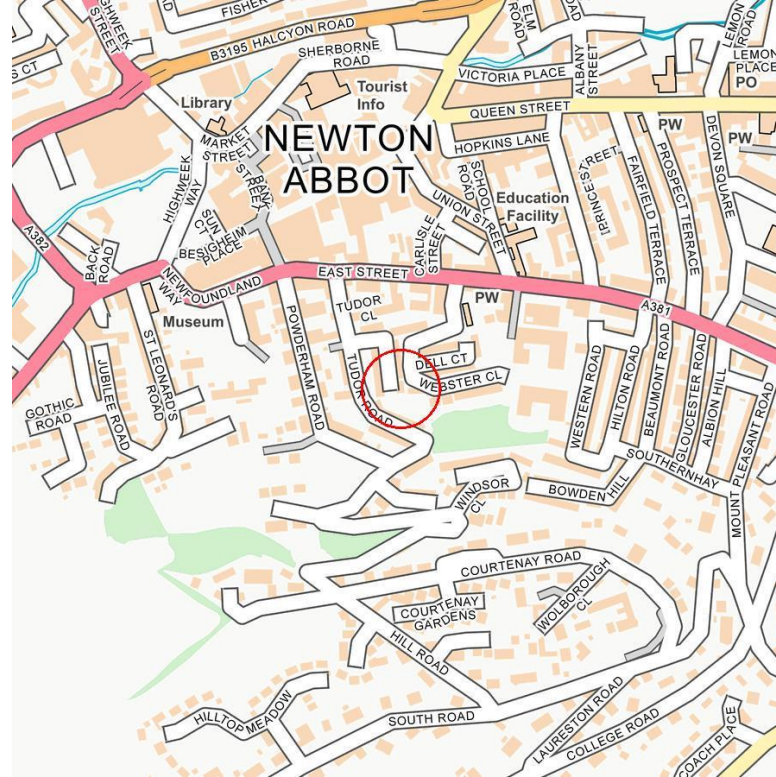 HIGHWEEK
STREET
FISHER
B3195 HALCYON ROAD
SHERBORNE
ROAD
ELM
ROAD
ALBANY
STREET
LEMON
ROAD
LEMON
PLACE
PO
S CT
VICTORIA PLACE
Tourist
Info
Library
QUEEN STREET
MARKET
STREET
NEWTON
ABBOT
HOPKINS LANE
PW
PW
DEVON SQUARE
HIGHWEEK
WAY
BANK
STREET
SCHOOL
ROAD
UNION STREET
Education
Facility
FAIRFIELD TERRACE
PROSPECT TERRACE
SUN
CT
BESIGHEIM
PLACE
CARLISLE
STREET
A382
BACK
ROAD
NEWFOUNDLAND
WAY
EAST STREET
PW
A381
Museum
TUDOR
CL
POWDERHAM ROAD
TUDOR ROAD
DELL CT
WEBSTER CL
ST LEONARD'S
ROAD
JUBILEE ROAD
GOTHIC
ROAD
WESTERN ROAD
HILTON ROAD
BEAUMONT ROAD
GLOUCESTER ROAD
ALBION HILL
MOUNT PLEASANT ROAD
SOUTHERNHAY
WINDSOR
CL
BOWDEN HILL
COURTENAY ROAD
WOLBOROUGH
CL
COURTENAY
GARDENS
HILL ROAD
HILLTOP MEADOW
SOUTH ROAD
LAURESTON ROAD
COLLEGE ROAD
COACH PLACE